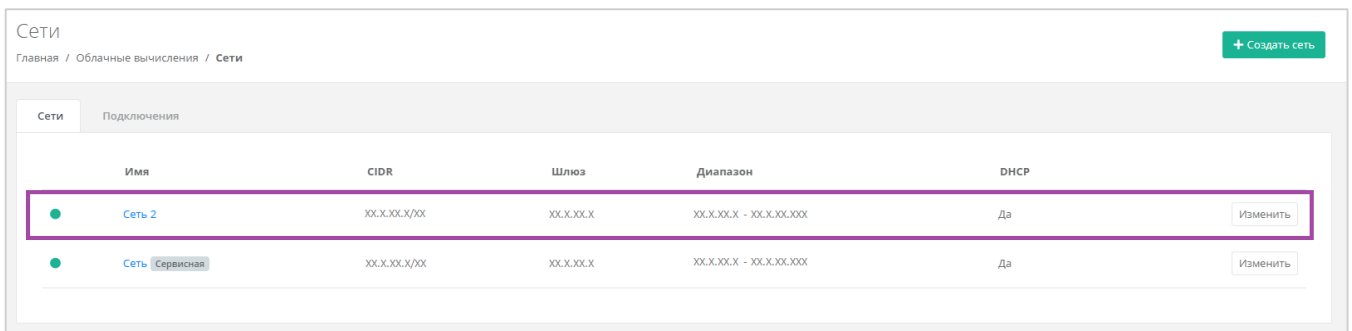 Сети
+ Создать сеть
Главная / Облачные вычисления / Сети
Сети Подключения
Имя CIDR Шлюз Диапазон DHCP
Сеть 2 XX.X.XX.X/XX XX.X.XX.X XX.X.XX.X - XX.X.XX.XXX Да Изменить
Сеть Сервисная XX.X.XX.X/XX XX.X.XX.X XX.X.XX.X - XX.X.XX.XXX Да Изменить